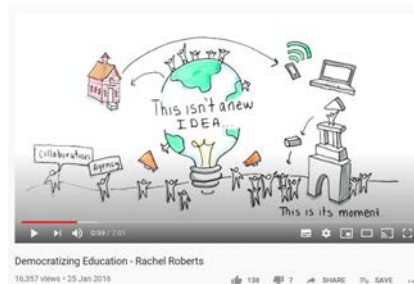 This isn't a new
IDEA...
Collaboration
Agency
This is its moment
0:59 / 7:01
Democratizing Education - Rachel Roberts
16,357 views • 25 Jan 2016
138
7
SHARE
SAVE
...